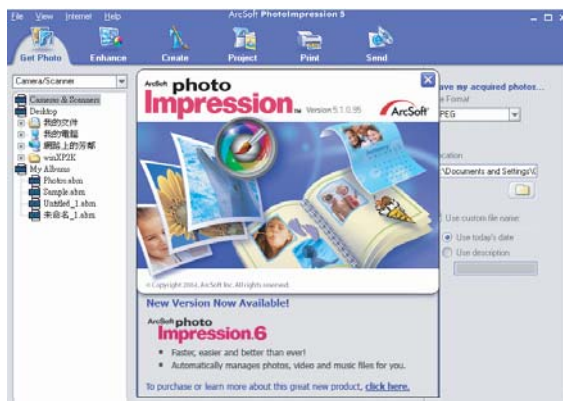 ArcSoft PhotoImpression 5
File View Internet Help
Get Photo Enhance Create Project Print Send
Camera/Scanner
Cameras & Scanners
Desktop
我的文件
我的電腦
網路上的芳鄰
winXP2K
My Albums
Photos.abm
Sample.abm
Untitled_1.abm
未命名_1.abm
ArcSoft photo
Impression™ Version 5.1.0.95
ArcSoft
© Copyright 2004, ArcSoft Inc. All rights reserved.
New Version Now Available!
ArcSoft photo
Impression.6
Faster, easier and better than ever!
Automatically manages photos, video and music files for you.
To purchase or learn more about this great new product, click here.
ave my acquired photos...
e Format
PEG
ocation
:\Documents and Settings\
Use custom file name:
Use today's date
Use description